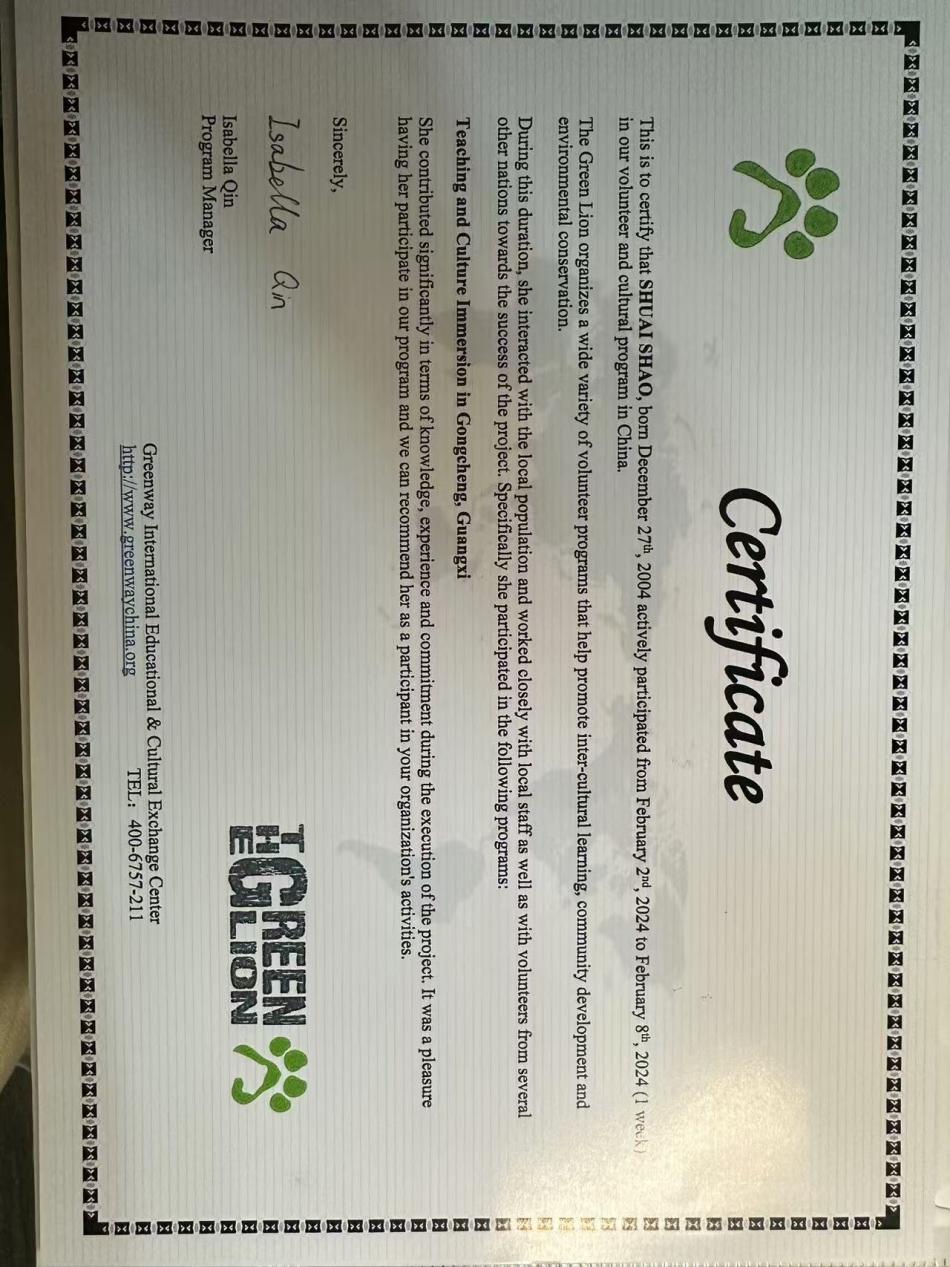 Certificate
This is to certify that SHUAI SHAO, born December 27th, 2004 actively participated from February 2nd, 2024 to February 8th, 2024 (1 week)
in our volunteer and cultural program in China.
The Green Lion organizes a wide variety of volunteer programs that help promote inter-cultural learning, community development and
environmental conservation.
During this duration, she interacted with the local population and worked closely with local staff as well as with volunteers from several
other nations towards the success of the project. Specifically she participated in the following programs:
Teaching and Culture Immersion in Gongcheng, Guangxi
She contributed significantly in terms of knowledge, experience and commitment during the execution of the project. It was a pleasure
having her participate in our program and we can recommend her as a participant in your organization's activities.
Sincerely,
Isabella Qin
Isabella Qin
Program Manager
THE GREEN LION
Greenway International Educational & Cultural Exchange Center
http://www.greenwaychina.org TEL: 400-6757-211